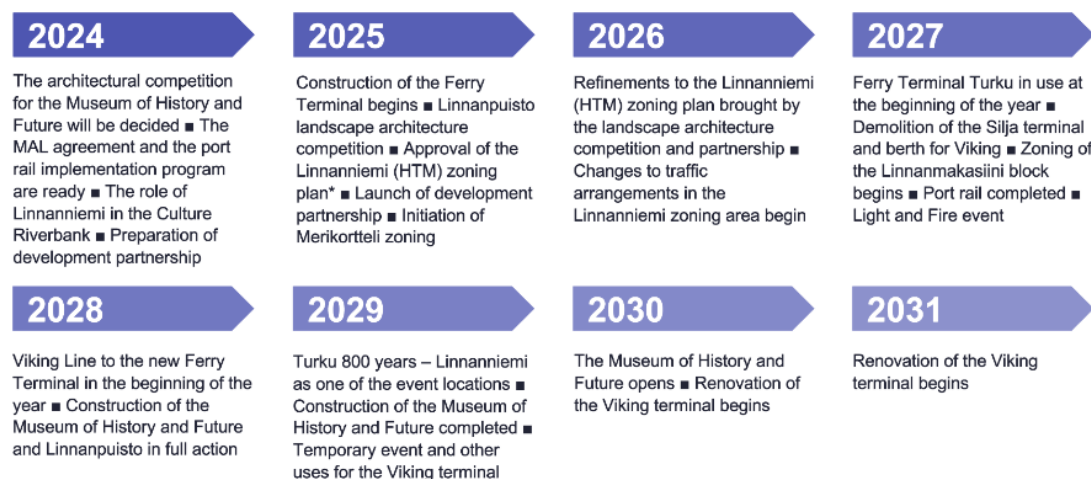 2024
The architectural competition
for the Museum of History and
Future will be decided ■ The
MAL agreement and the port
rail implementation program
are ready ■ The role of
Linnanniemi in the Culture
Riverbank ■ Preparation of
development partnership
2025
Construction of the Ferry
Terminal begins ■ Linnanpuisto
landscape architecture
competition ■ Approval of the
Linnanniemi (HTM) zoning
plan* ■ Launch of development
partnership ■ Initiation of
Merikortteli zoning
2026
Refinements to the Linnanniemi
(HTM) zoning plan brought by
the landscape architecture
competition and partnership ■
Changes to traffic
arrangements in the
Linnanniemi zoning area begin
2027
Ferry Terminal Turku in use at
the beginning of the year ■
Demolition of the Silja terminal
and berth for Viking ■ Zoning of
the Linnanmakasiini block
begins ■ Port rail completed ■
Light and Fire event
2028
Viking Line to the new Ferry
Terminal in the beginning of the
year ■ Construction of the
Museum of History and Future
and Linnanpuisto in full action
2029
Turku 800 years – Linnanniemi
as one of the event locations ■
Construction of the Museum of
History and Future completed ■
Temporary event and other
uses for the Viking terminal
2030
The Museum of History and
Future opens ■ Renovation of
the Viking terminal begins
2031
Renovation of the Viking
terminal begins